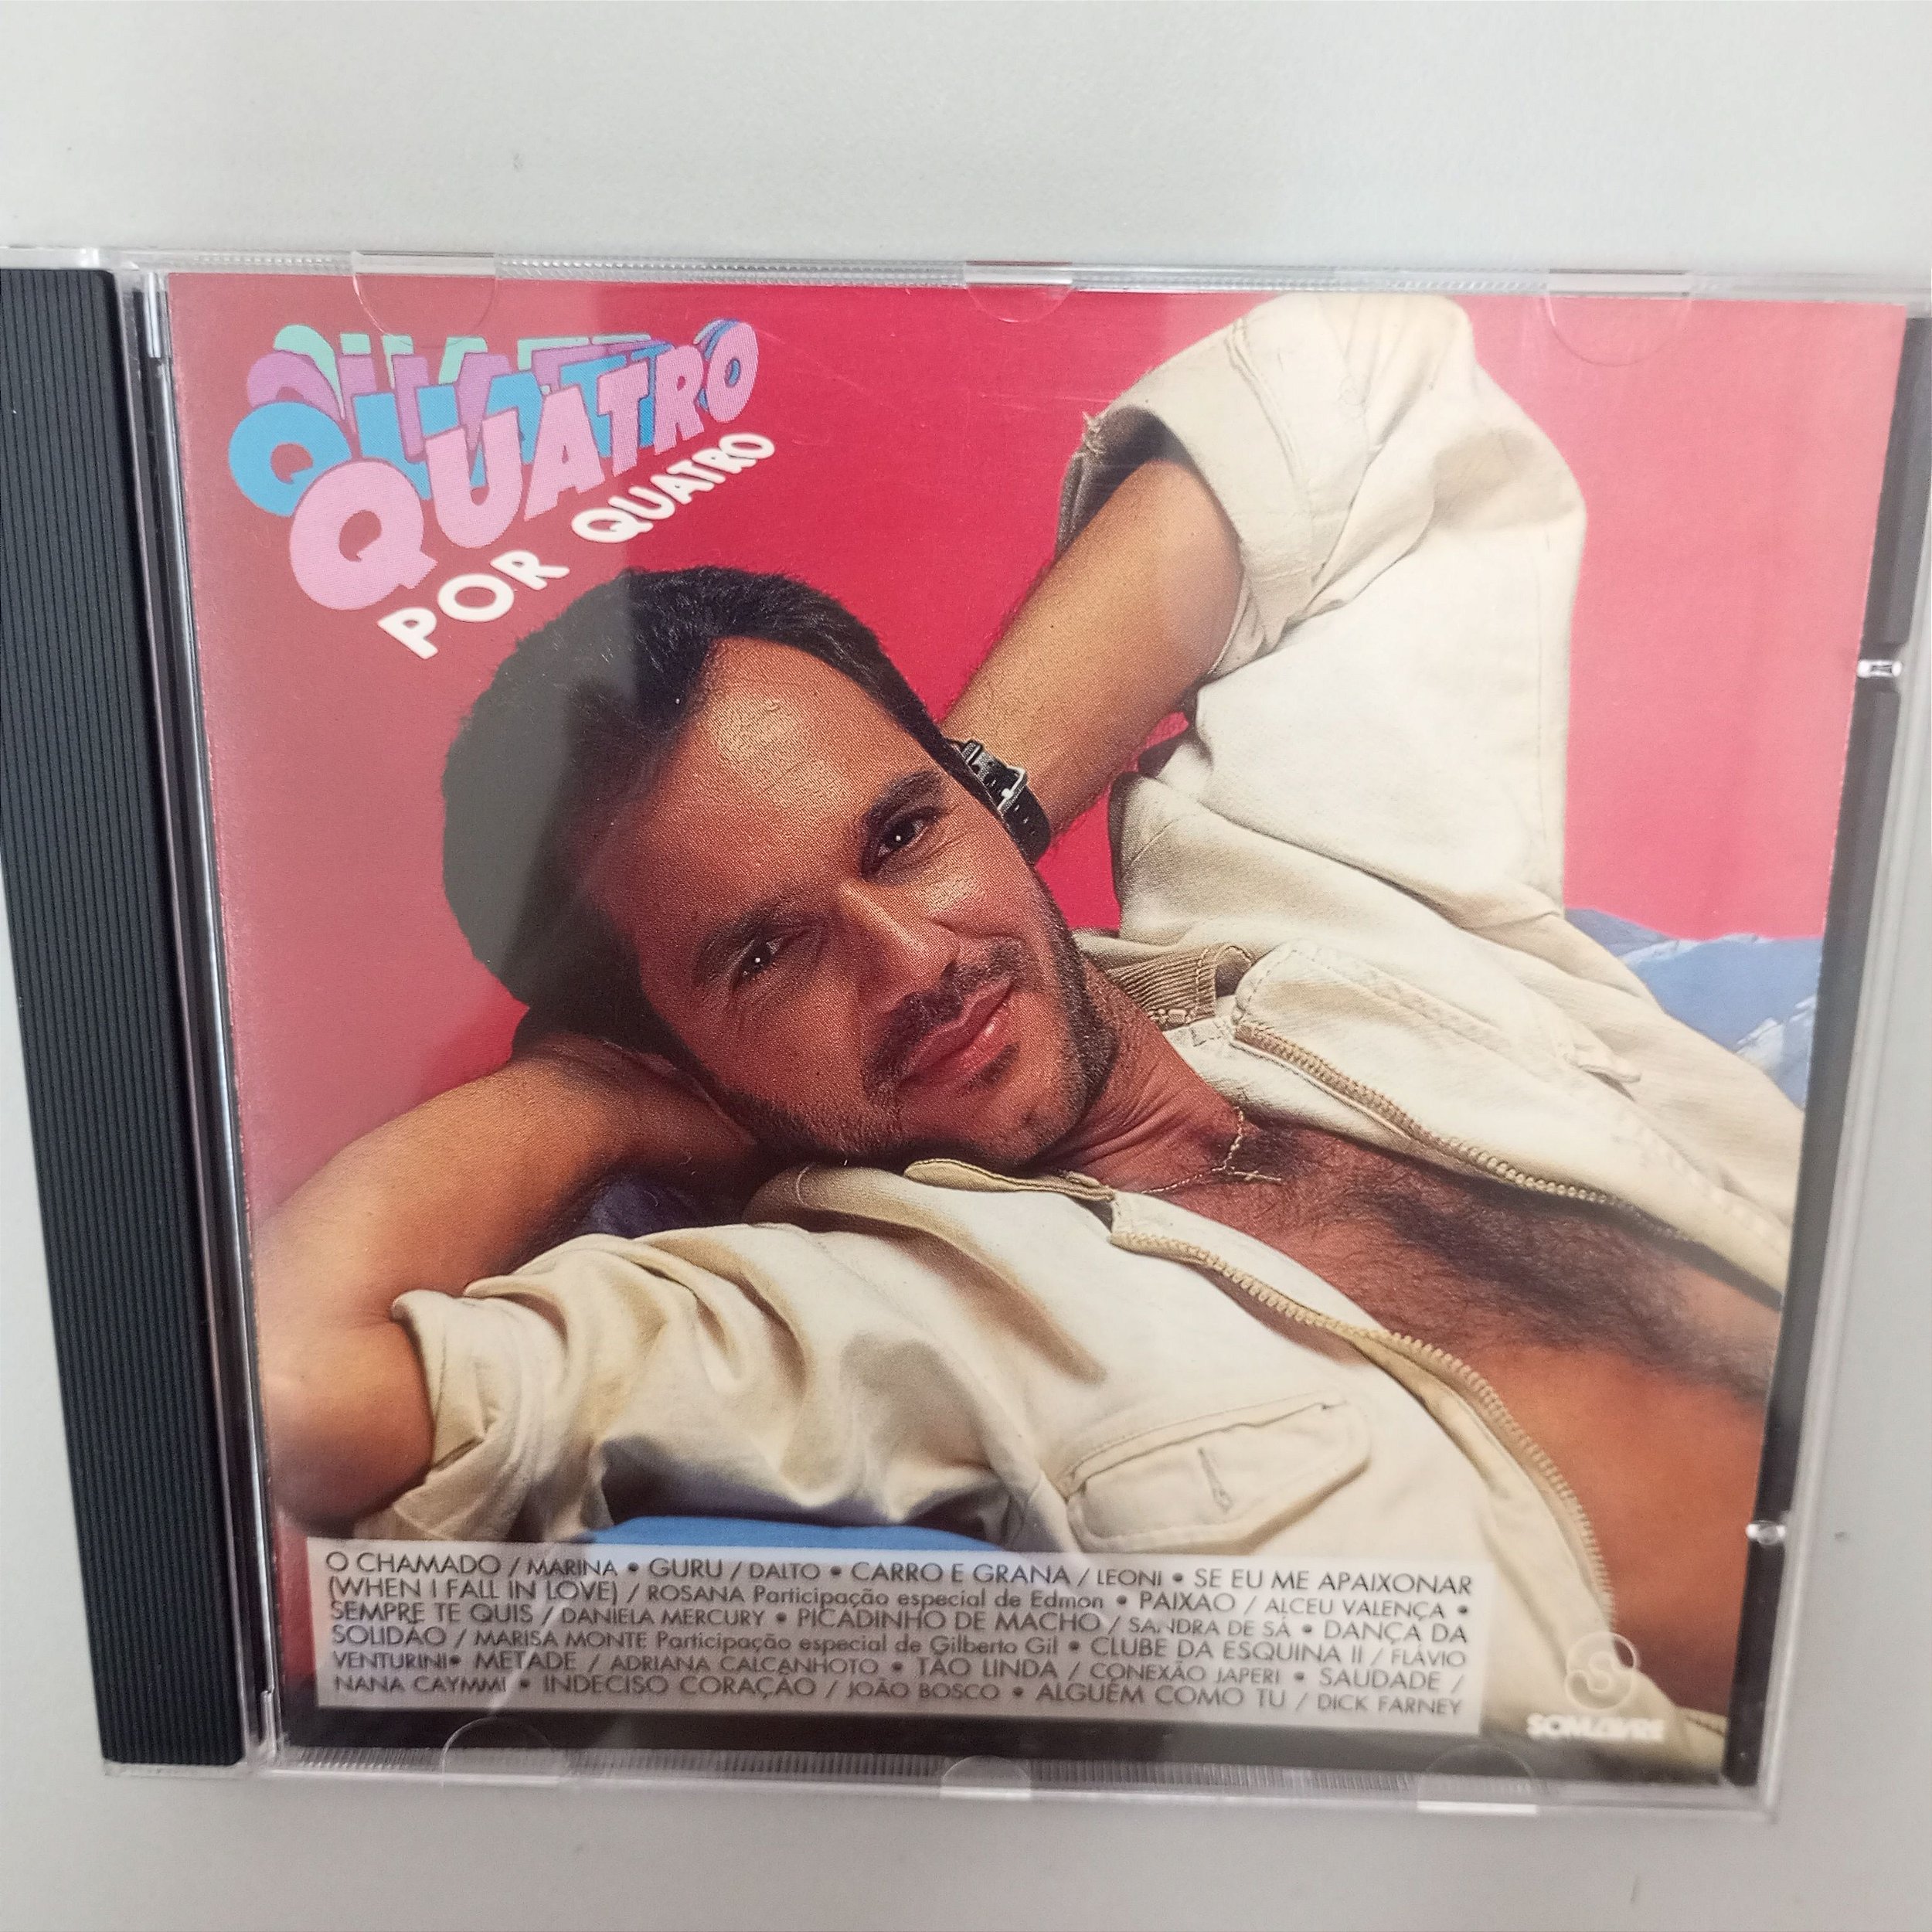 QUATRO
POR QUATRO
O CHAMADO / MARINA • GURU / DALTO • CARRO E GRANA / LEONI • SE EU ME APAIXONAR
(WHEN I FALL IN LOVE) / ROSANA Participação especial de Edmon • PAIXÃO / ALCEU VALENÇA •
SEMPRE TE QUIS / DANIELA MERCURY • PICADINHO DE MACHO / SANDRA DE SÁ • DANÇA DA
SOLIDÃO / MARISA MONTE Participação especial de Gilberto Gil • CLUBE DA ESQUINA II / FLÁVIO
VENTURINI • METADE / ADRIANA CALCANHOTO • TÃO LINDA / CONEXÃO JAPERI • SAUDADE /
NANA CAYMMI • INDECISO CORAÇÃO / JOÃO BOSCO • ALGUÉM COMO TU / DICK FARNEY
SOM LIVRE